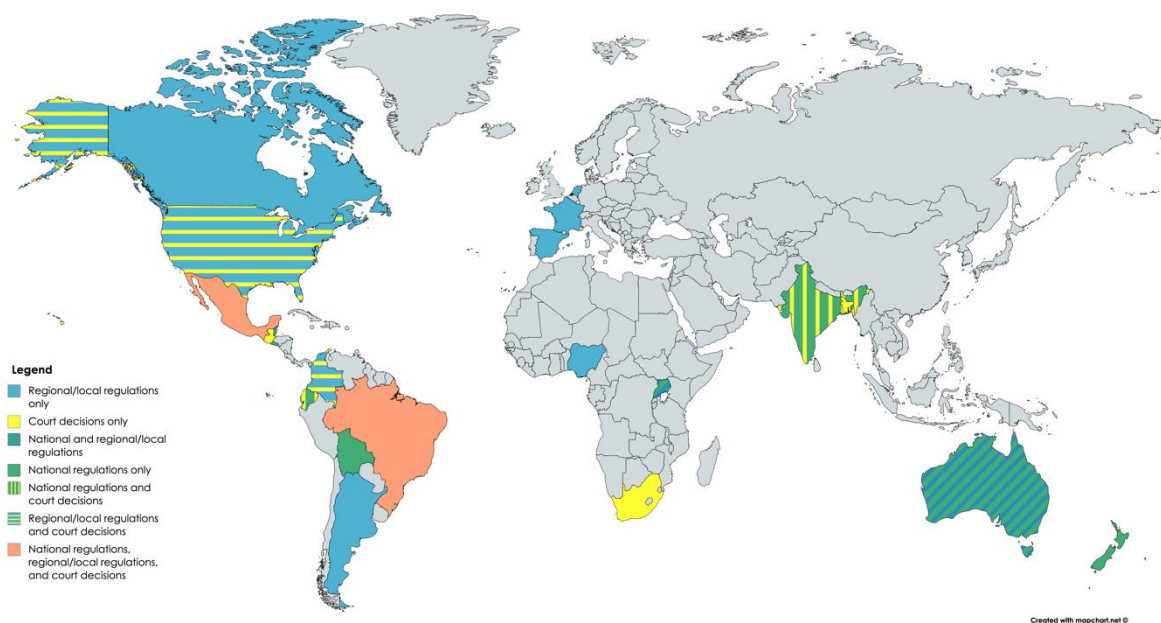 Legend
Regional/local regulations
only
Court decisions only
National and regional/local
regulations
National regulations only
National regulations and
court decisions
Regional/local regulations
and court decisions
National regulations,
regional/local regulations,
and court decisions
Created with mapchart.net ©